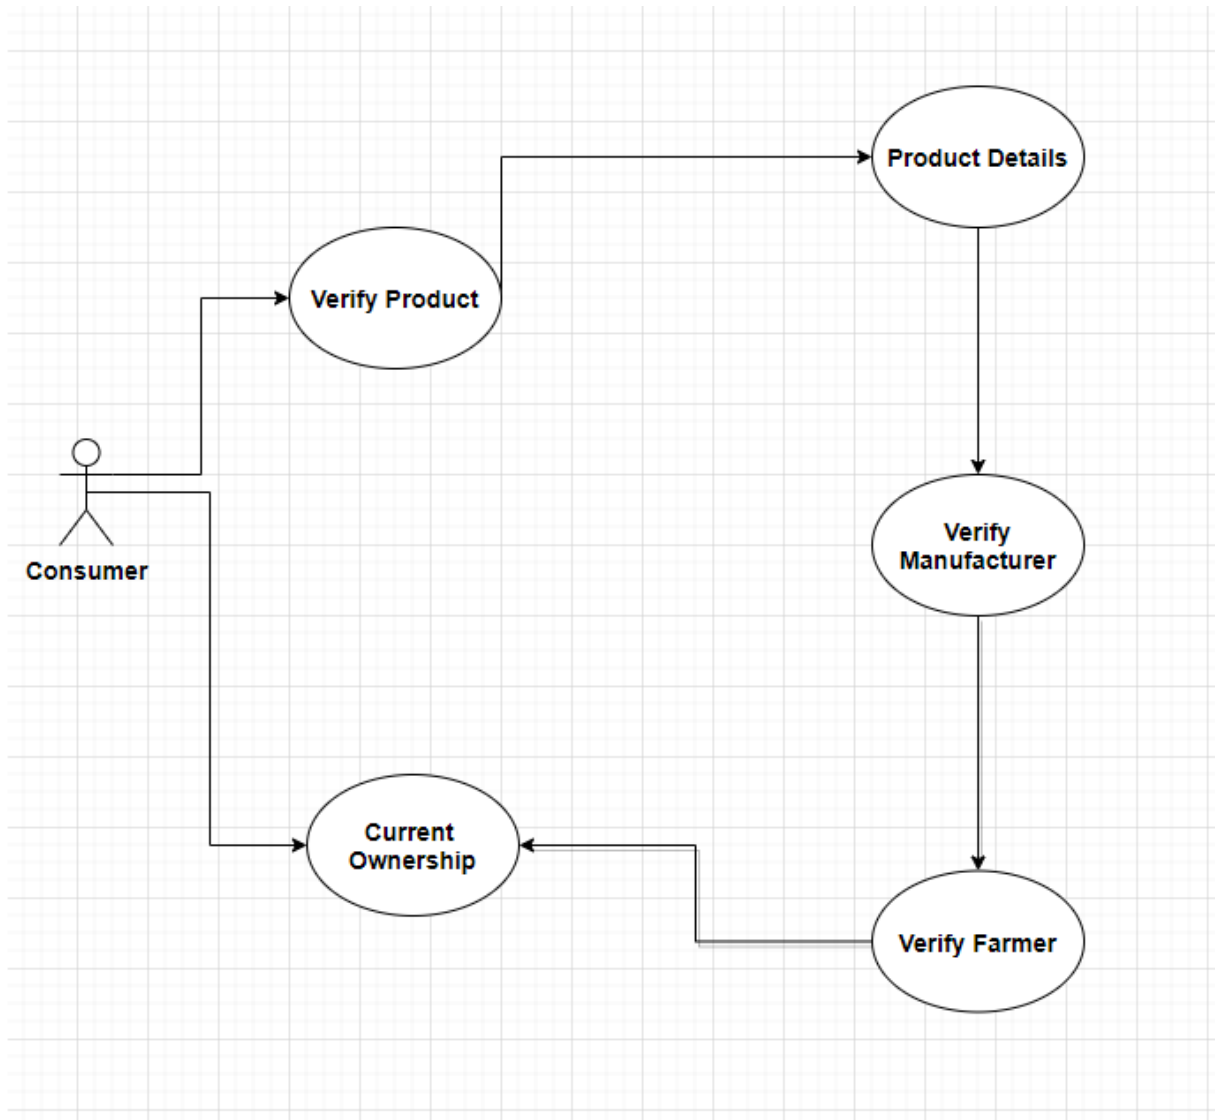 Product Details
Verify Product
Verify
Manufacturer
Consumer
Current
Ownership
Verify Farmer